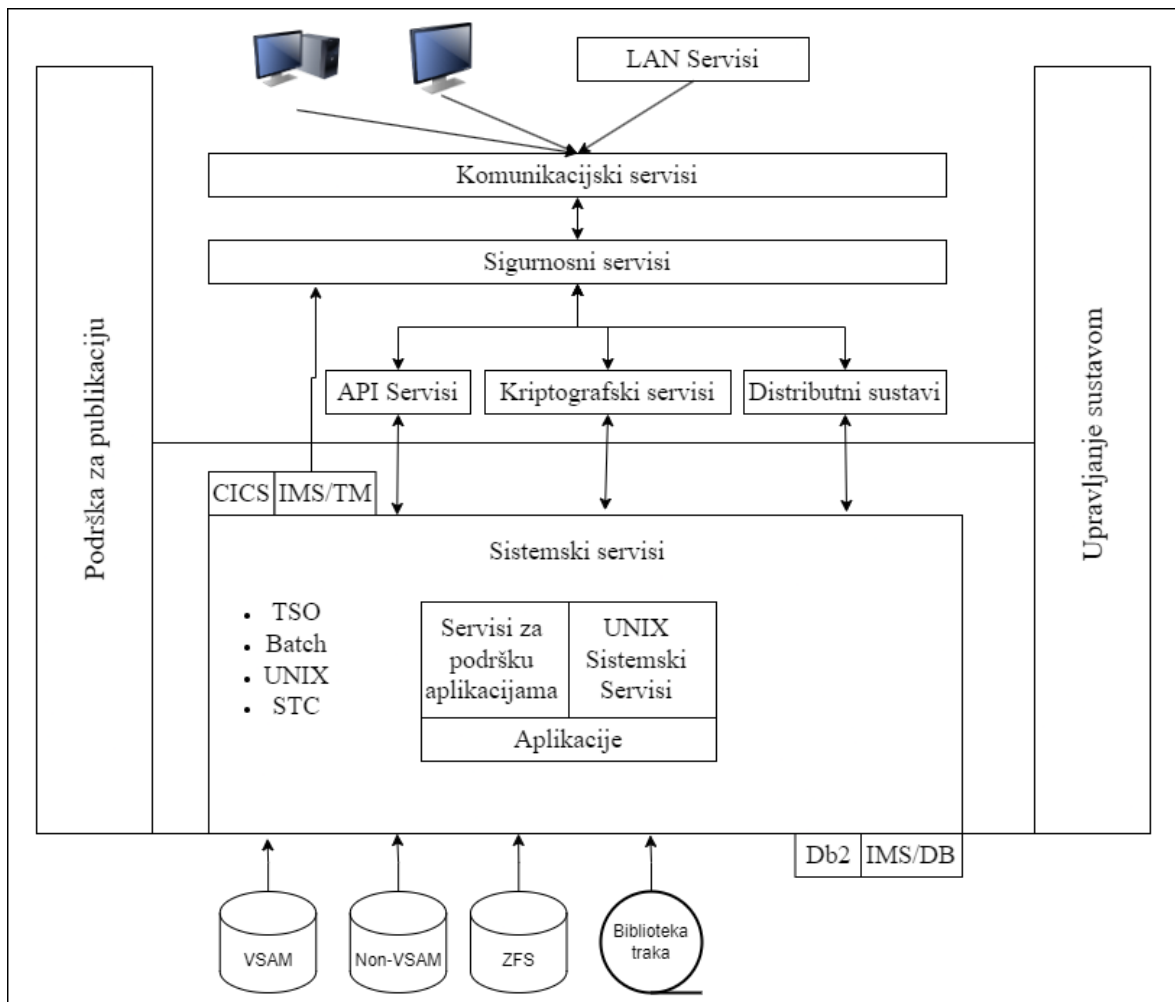 LAN Servisi
Komunikacijski servisi
Sigurnosni servisi
Podrška za publikaciju
Upravljanje sustavom
API Servisi
Kriptografski servisi
Distributni sustavi
CICS
IMS/TM
Sistemski servisi
TSO
Batch
UNIX
STC
Servisi za
podršku
aplikacijama
UNIX
Sistemski
Servisi
Aplikacije
Db2
IMS/DB
VSAM
Non-VSAM
ZFS
Biblioteka
traka